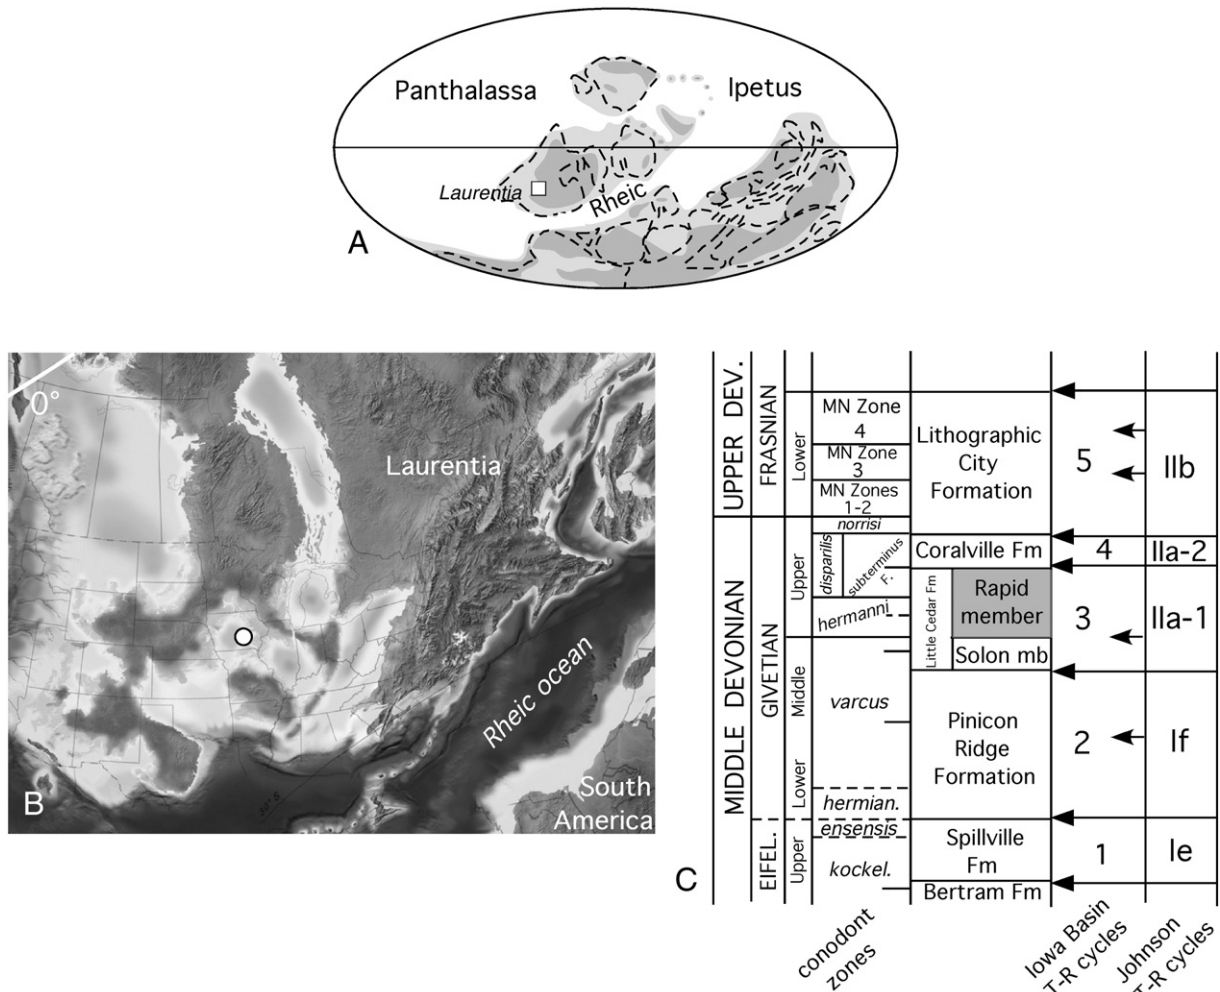 Panthalassa
Ipetus
Laurentia
Rheic
A
0°
Laurentia
Rheic ocean
30° S
South
America
B
UPPER DEV.
MIDDLE DEVONIAN
FRASNIAN
GIVETIAN
EIFEL.
Lower
Upper
Middle
Lower
Upper
MN Zone
4
MN Zone
3
MN Zones
1-2
norrisi
disparilis
subterminus
F.
hermanni
varcus
hermian.
ensensis
kockel.
Lithographic
City
Formation
Coralville Fm
Little Cedar Fm
Rapid
member
Solon mb
Pinicon
Ridge
Formation
Spillville
Fm
Bertram Fm
5
4
3
2
1
IIb
IIa-2
IIa-1
If
Ie
C
conodont
zones
Iowa Basin
T-R cycles
Johnson
T-R cycles